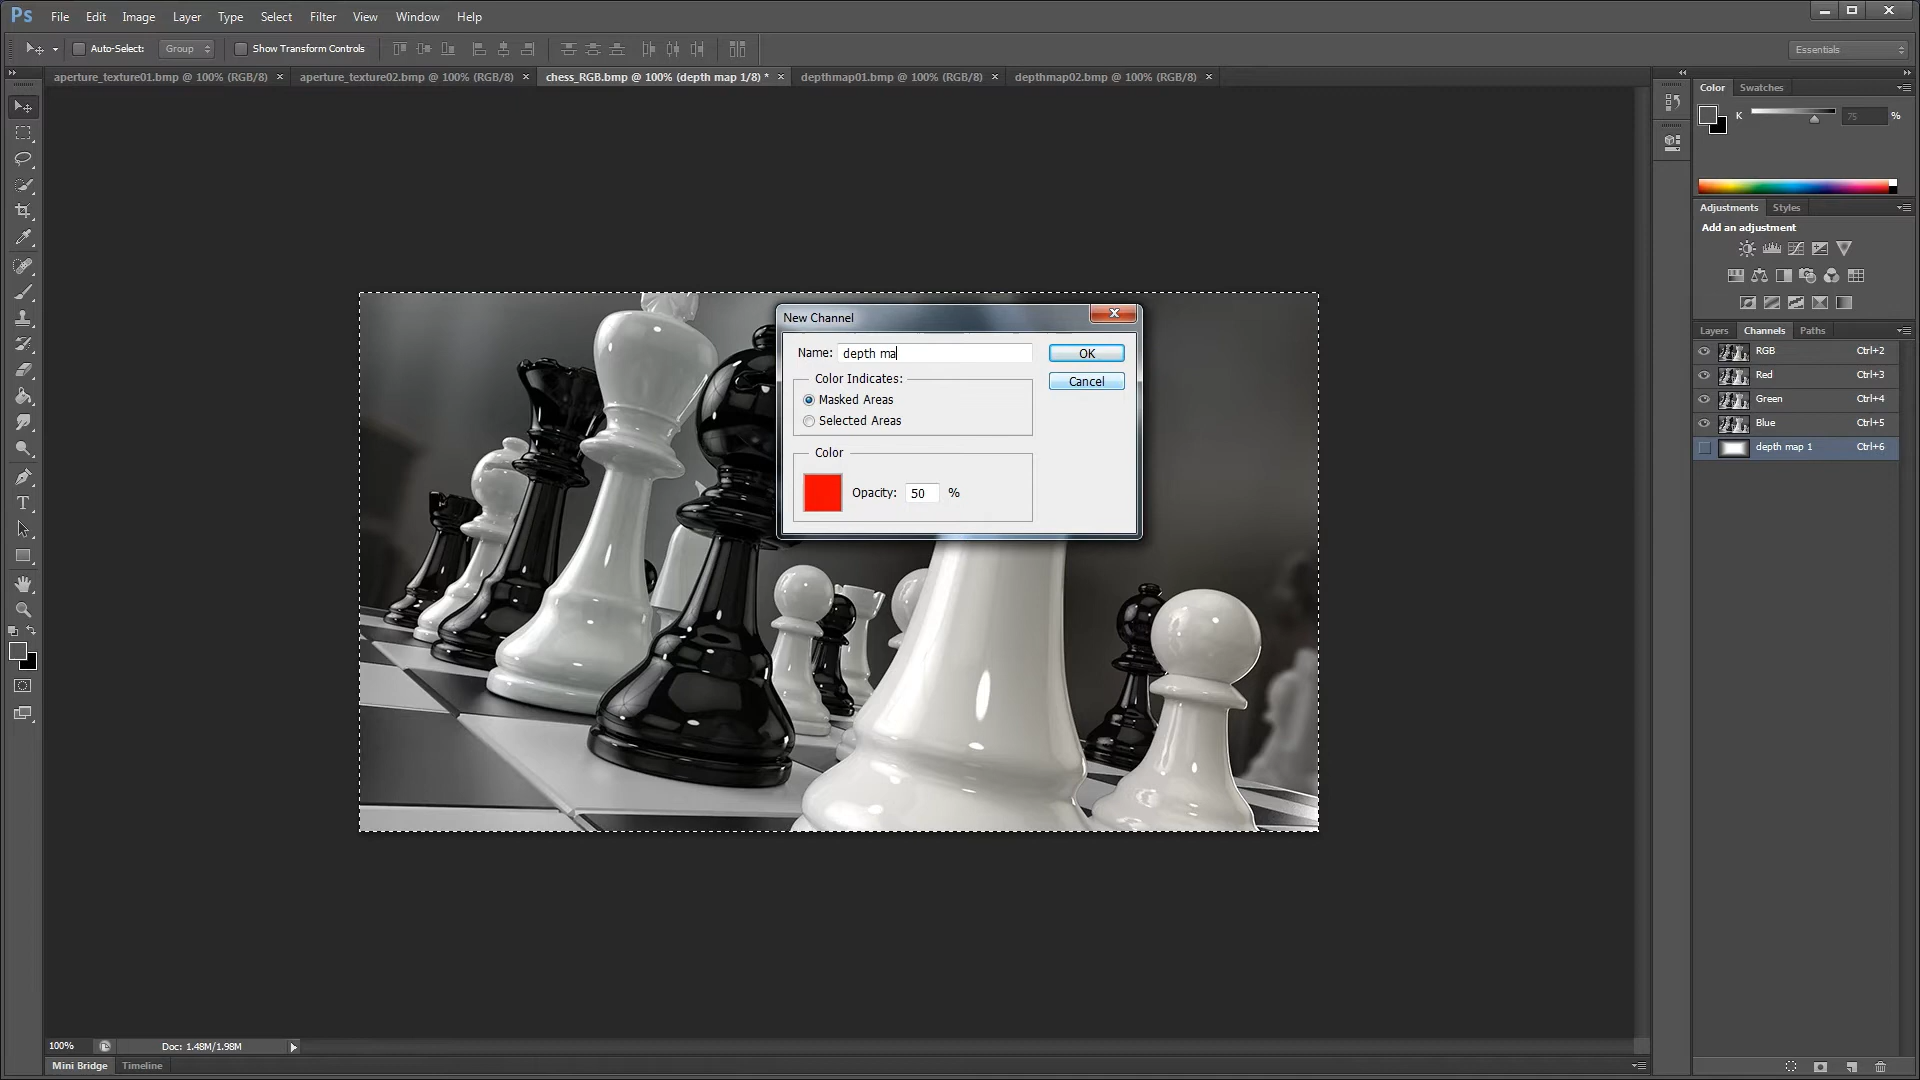 Ps File Edit Image Layer Type Select Filter View Window Help
Auto-Select: Group Show Transform Controls Essentials
aperture_texture01.bmp @ 100% (RGB/8) × aperture_texture02.bmp @ 100% (RGB/8) × chess_RGB.bmp @ 100% (depth map 1/8) * × depthmap01.bmp @ 100% (RGB/8) × depthmap02.bmp @ 100% (RGB/8) ×
Color Swatches
K 75 %
Adjustments Styles
Add an adjustment
Layers Channels Paths
RGB Ctrl+2
Red Ctrl+3
Green Ctrl+4
Blue Ctrl+5
depth map 1 Ctrl+6
New Channel
Name: depth ma OK
Color Indicates: Cancel
Masked Areas
Selected Areas
Color
Opacity: 50 %
100% Doc: 1.48M/1.98M
Mini Bridge Timeline